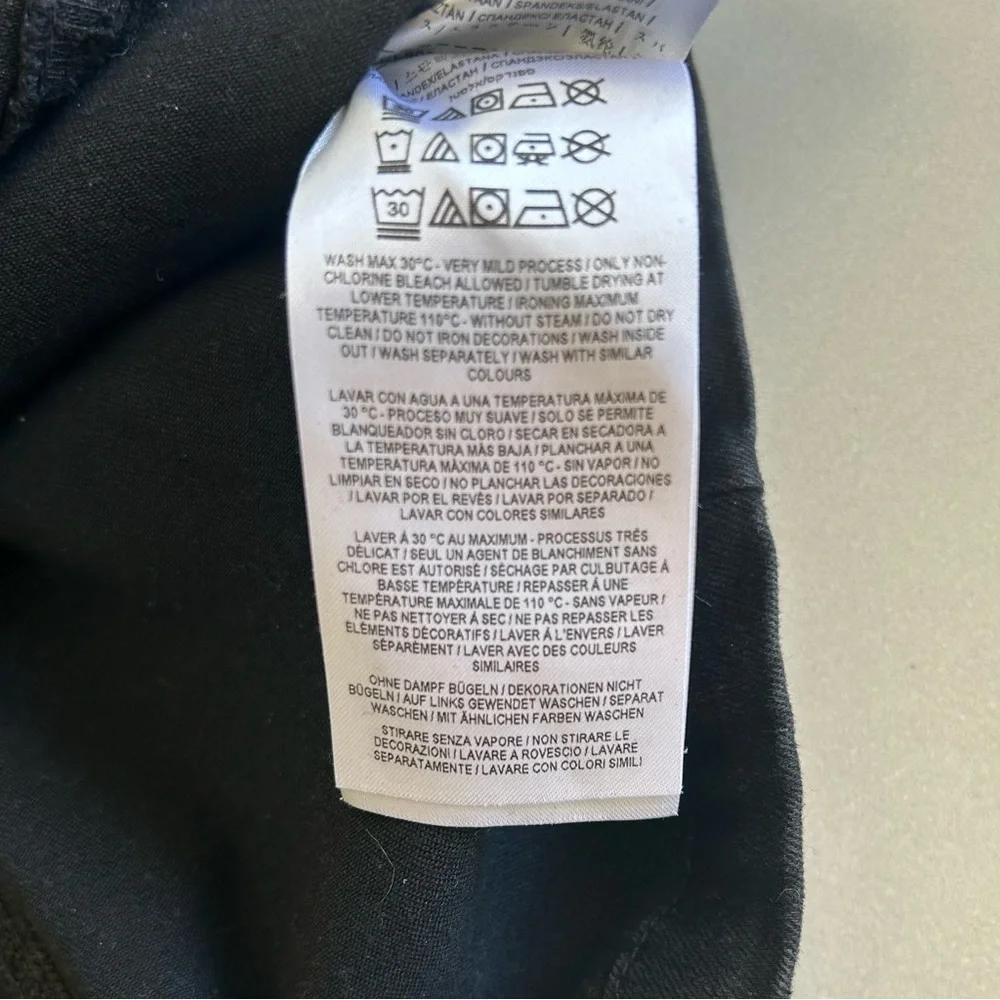 SPANDEX/ELASTAN /
/ СПАНДЕКС/ЕЛАСТАН /
30
WASH MAX 30°C - VERY MILD PROCESS / ONLY NON-
CHLORINE BLEACH ALLOWED / TUMBLE DRYING AT
LOWER TEMPERATURE / IRONING MAXIMUM
TEMPERATURE 110°C - WITHOUT STEAM / DO NOT DRY
CLEAN / DO NOT IRON DECORATIONS / WASH INSIDE
OUT / WASH SEPARATELY / WASH WITH SIMILAR
COLOURS
LAVAR CON AGUA A UNA TEMPERATURA MÁXIMA DE
30 °C - PROCESO MUY SUAVE / SOLO SE PERMITE
BLANQUEADOR SIN CLORO / SECAR EN SECADORA A
LA TEMPERATURA MÁS BAJA / PLANCHAR A UNA
TEMPERATURA MÁXIMA DE 110 °C - SIN VAPOR / NO
LIMPIAR EN SECO / NO PLANCHAR LAS DECORACIONES
/ LAVAR POR EL REVÉS / LAVAR POR SEPARADO /
LAVAR CON COLORES SIMILARES
LAVER Á 30 °C AU MAXIMUM - PROCESSUS TRÉS
DÉLICAT / SEUL UN AGENT DE BLANCHIMENT SANS
CHLORE EST AUTORISÉ / SÉCHAGE PAR CULBUTAGE Á
BASSE TEMPÉRATURE / REPASSER Á UNE
TEMPÉRATURE MAXIMALE DE 110 °C - SANS VAPEUR /
NE PAS NETTOYER Á SEC / NE PAS REPASSER LES
ÉLÉMENTS DÉCORATIFS / LAVER Á L'ENVERS / LAVER
SÉPARÉMENT / LAVER AVEC DES COULEURS
SIMILAIRES
OHNE DAMPF BÜGELN / DEKORATIONEN NICHT
BÜGELN / AUF LINKS GEWENDET WASCHEN / SEPARAT
WASCHEN / MIT ÄHNLICHEN FARBEN WASCHEN
STIRARE SENZA VAPORE / NON STIRARE LE
DECORAZIONI / LAVARE A ROVESCIO / LAVARE
SEPARATAMENTE / LAVARE CON COLORI SIMILI